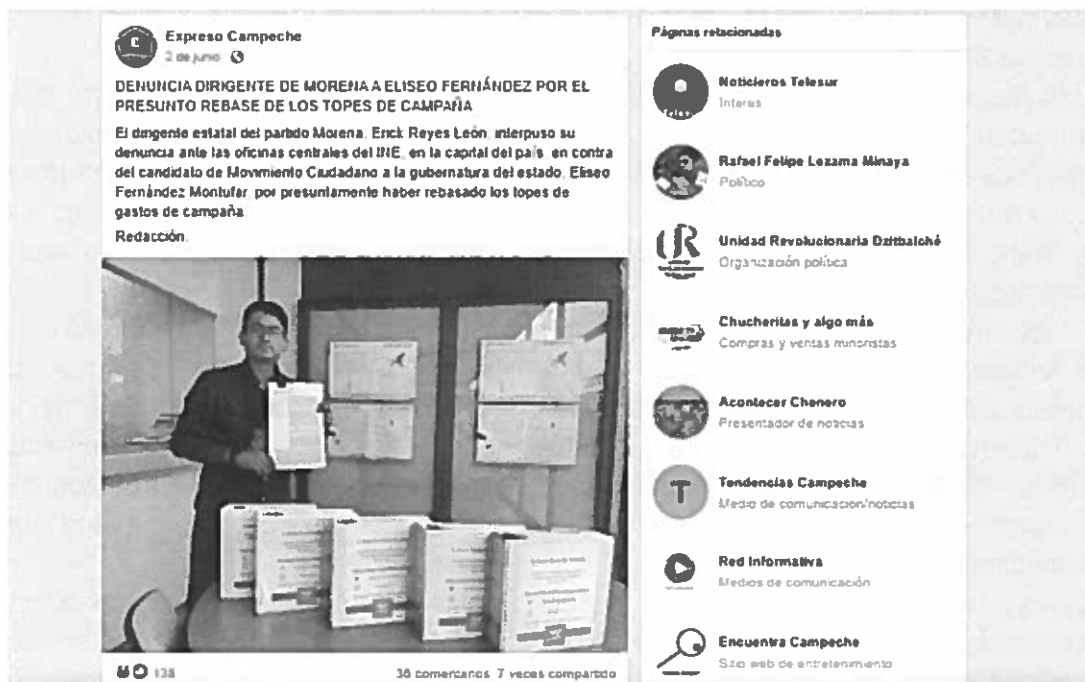 Expreso Campeche
2 de junio
DENUNCIA DIRIGENTE DE MORENA A ELISEO FERNÁNDEZ POR EL
PRESUNTO REBASE DE LOS TOPES DE CAMPAÑA
El dirigente estatal del partido Morena, Erick Reyes León, interpuso su
denuncia ante las oficinas centrales del INE, en la capital del país, en contra
del candidato de Movimiento Ciudadano a la gubernatura del estado, Eliseo
Fernández Montufar, por presuntamente haber rebasado los topes de
gastos de campaña
Redacción.
138
38 comentarios 7 veces compartido
Páginas relacionadas
Noticieros Telesur
Interes
Rafael Felipe Lezama Minaya
Político
Unidad Revolucionaria Dzitbalché
Organización política
Chucheritas y algo más
Compras y ventas minoristas
Acontecer Chenero
Presentador de noticias
T
Tendencias Campeche
Medio de comunicación/noticias
Red Informativa
Medios de comunicación
Encuentra Campeche
Sitio web de entretenimiento